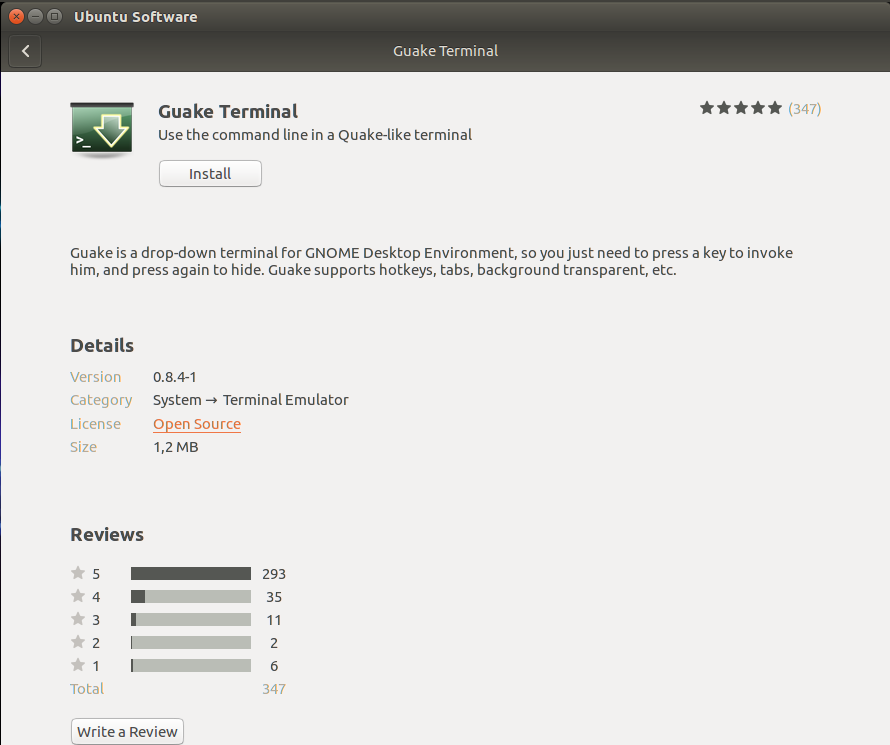 Ubuntu Software
Guake Terminal
Guake Terminal
(347)
Use the command line in a Quake-like terminal
>_
Install
Guake is a drop-down terminal for GNOME Desktop Environment, so you just need to press a key to invoke
him, and press again to hide. Guake supports hotkeys, tabs, background transparent, etc.
Details
Version 0.8.4-1
Category System → Terminal Emulator
License Open Source
Size 1,2 MB
Reviews
5 293
4 35
3 11
2 2
1 6
Total 347
Write a Review